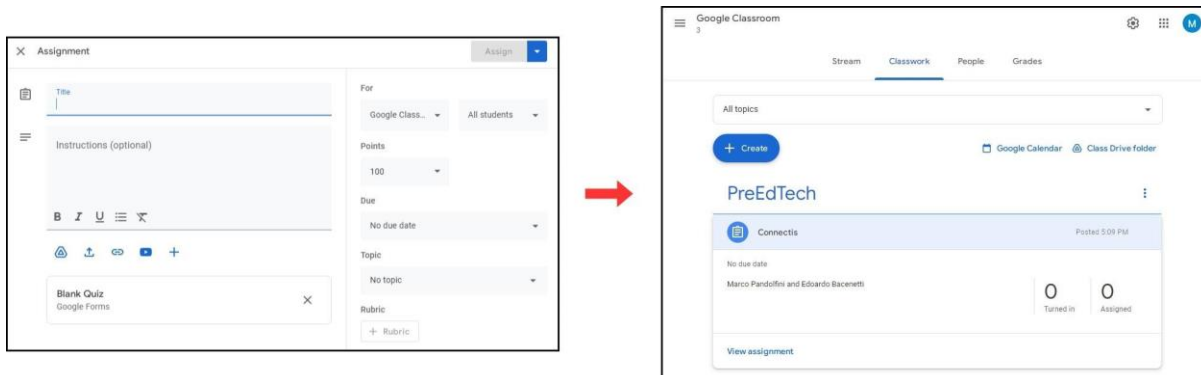 Assignment
Assign
Title
Instructions (optional)
B I U
Blank Quiz
Google Forms
For
Google Class...
All students
Points
100
Due
No due date
Topic
No topic
Rubric
+ Rubric
Google Classroom
3
M
Stream Classwork People Grades
All topics
+ Create
Google Calendar
Class Drive folder
PreEdTech
Connectis
Posted 5:09 PM
No due date
Marco Pandolfini and Edoardo Bacenetti
0
Turned in
0
Assigned
View assignment